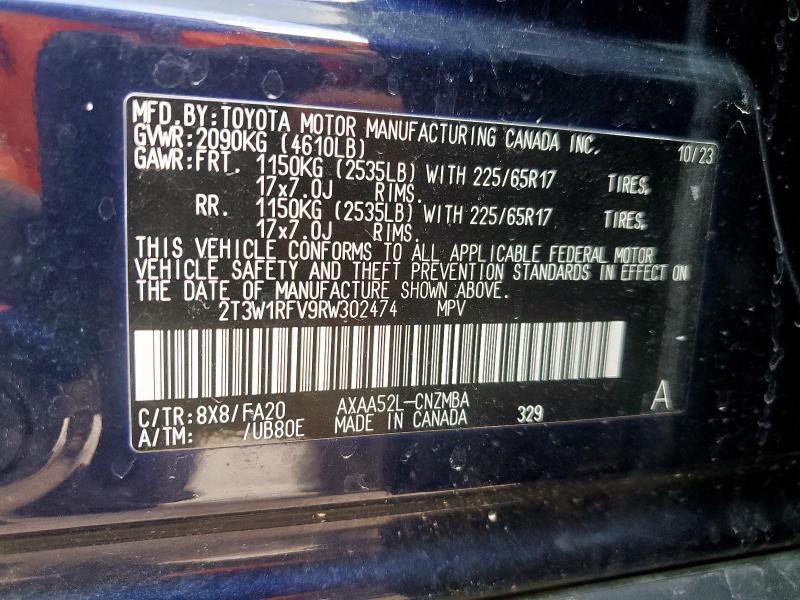 MFD.BY:TOYOTA MOTOR MANUFACTURING CANADA INC.
GVWR:2090KG (4610LB) 10/23
GAWR:FRT. 1150KG (2535LB) WITH 225/65R17 TIRES,
17x7.0J RIMS.
RR. 1150KG (2535LB) WITH 225/65R17 TIRES,
17x7.0J RIMS.
THIS VEHICLE CONFORMS TO ALL APPLICABLE FEDERAL MOTOR
VEHICLE SAFETY AND THEFT PREVENTION STANDARDS IN EFFECT ON
THE DATE OF MANUFACTURE SHOWN ABOVE.
2T3W1RFV9RW302474 MPV
C/TR:8X8/FA20 AXAA52L-CNZMBA A
A/TM: /UB80E MADE IN CANADA 329